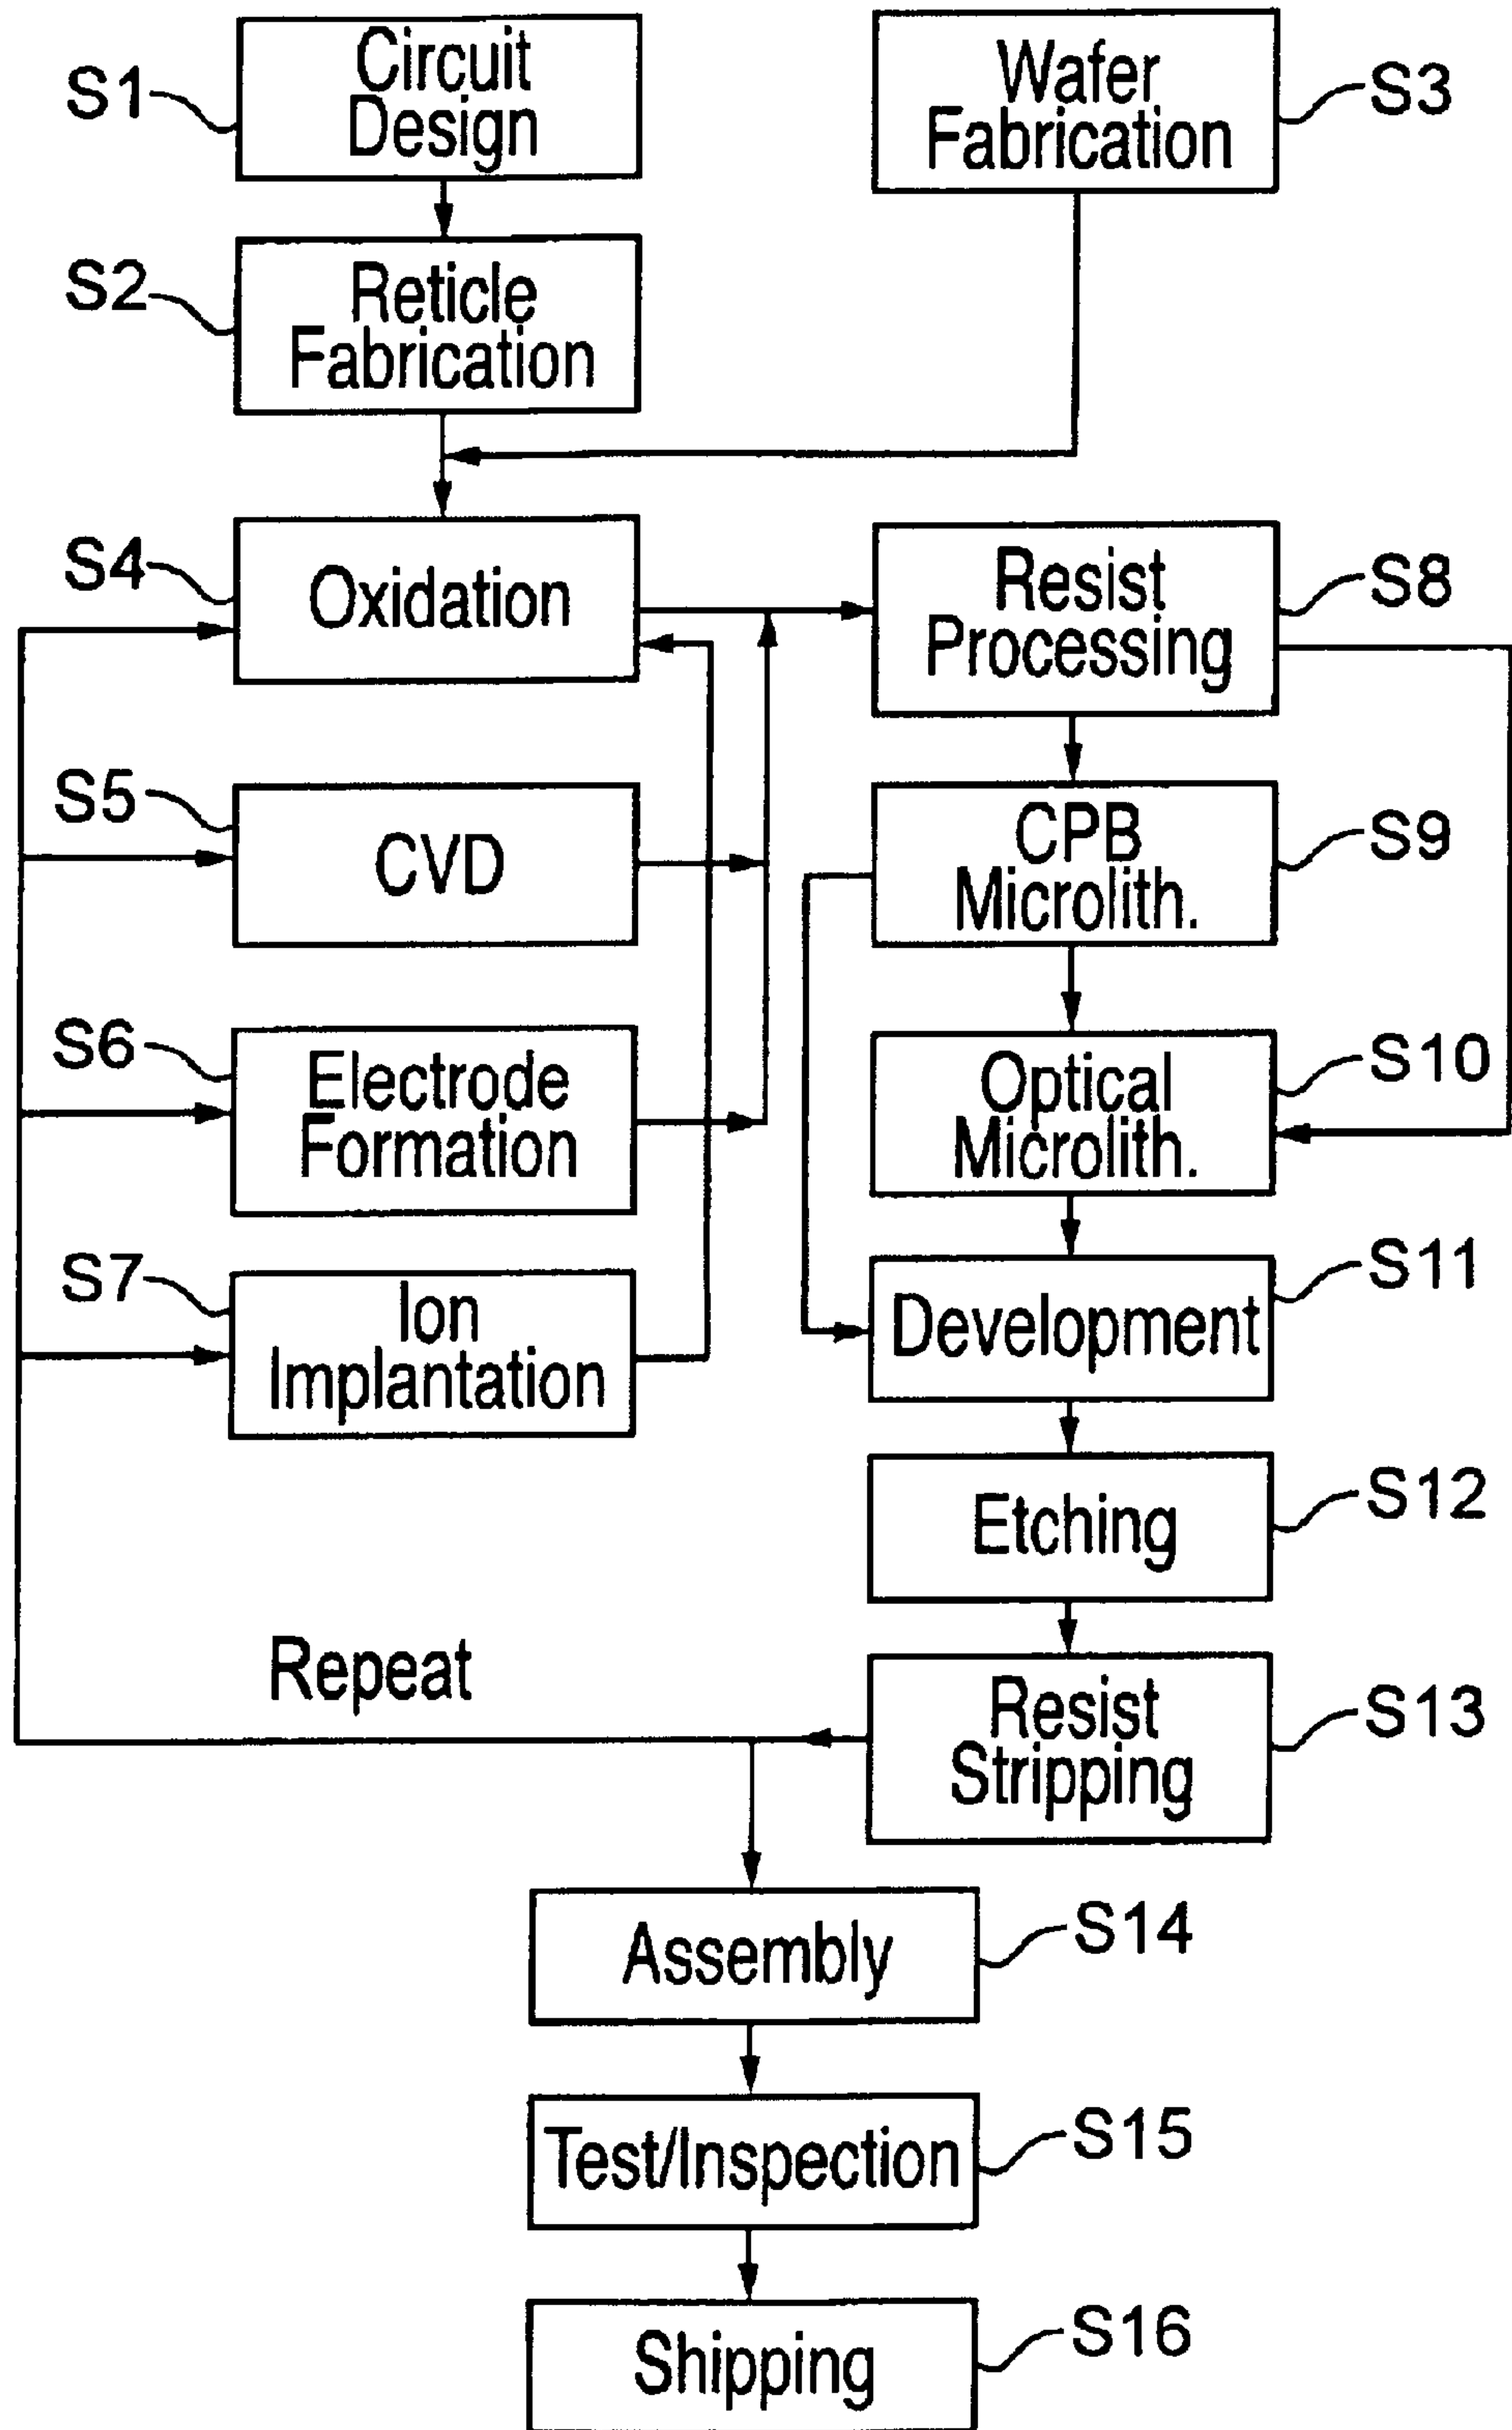 S1
Circuit
Design
Wafer
Fabrication
S3
S2
Reticle
Fabrication
S4
Oxidation
Resist
Processing
S8
S5
CVD
CPB
Microlith.
S9
S6
Electrode
Formation
Optical
Microlith.
S10
S7
Ion
Implantation
Development
S11
Etching
S12
Repeat
Resist
Stripping
S13
Assembly
S14
Test/Inspection
S15
Shipping
S16